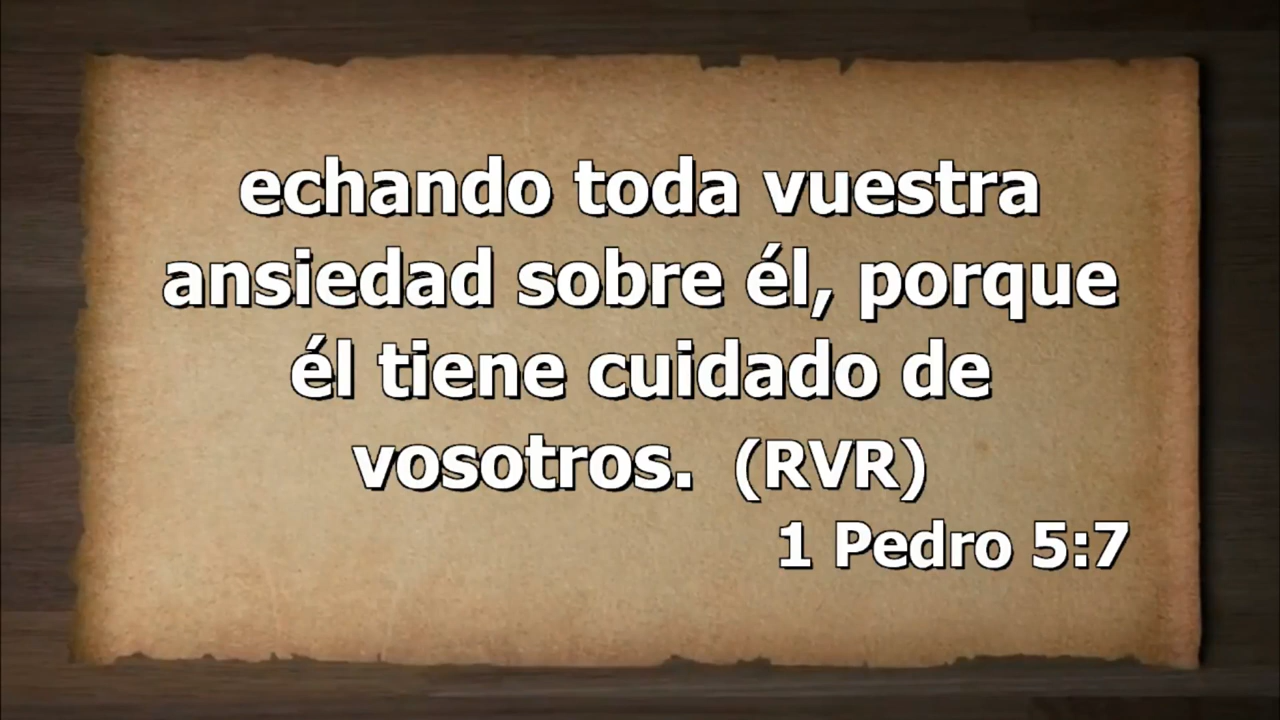 echando toda vuestra
ansiedad sobre él, porque
él tiene cuidado de
vosotros. (RVR)
1 Pedro 5:7